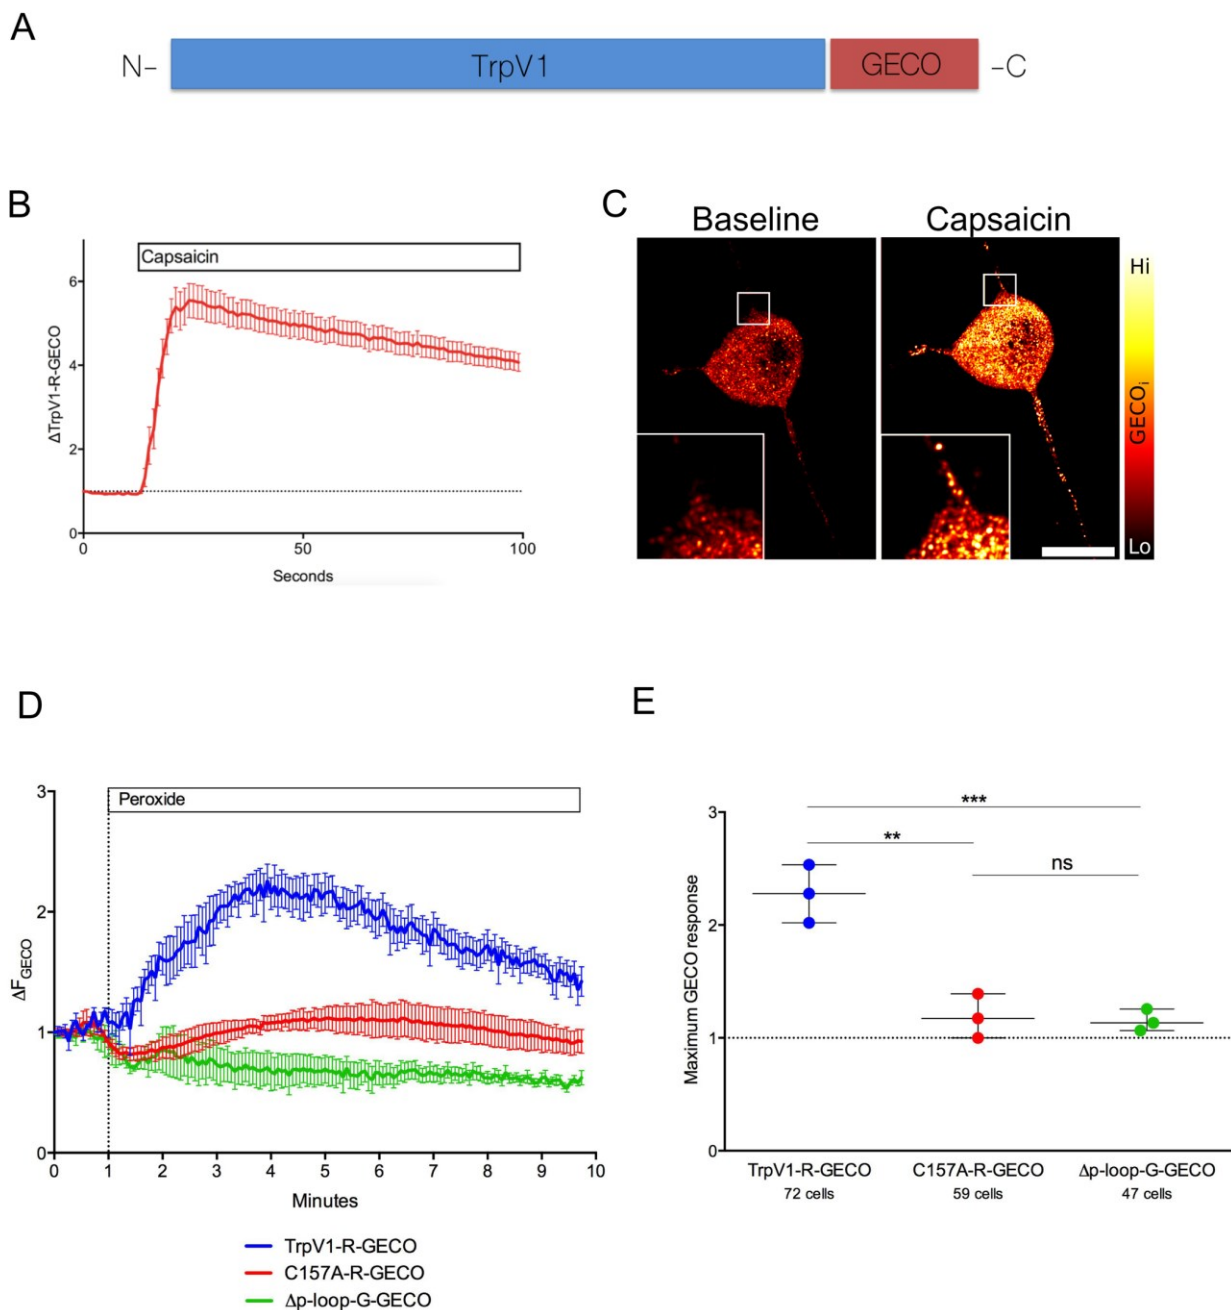 A
N– TrpV1 GECO –C
B
Capsaicin
6
4
2
0
ΔTrpV1-R-GECO
0 50 100
Seconds
C
Baseline Capsaicin
Hi
GECOi
Lo
D
Peroxide
3
2
1
0
ΔFGECO
0 1 2 3 4 5 6 7 8 9 10
Minutes
TrpV1-R-GECO
C157A-R-GECO
Δp-loop-G-GECO
E
***
**
ns
3
2
1
0
Maximum GECO response
TrpV1-R-GECO C157A-R-GECO Δp-loop-G-GECO
72 cells 59 cells 47 cells